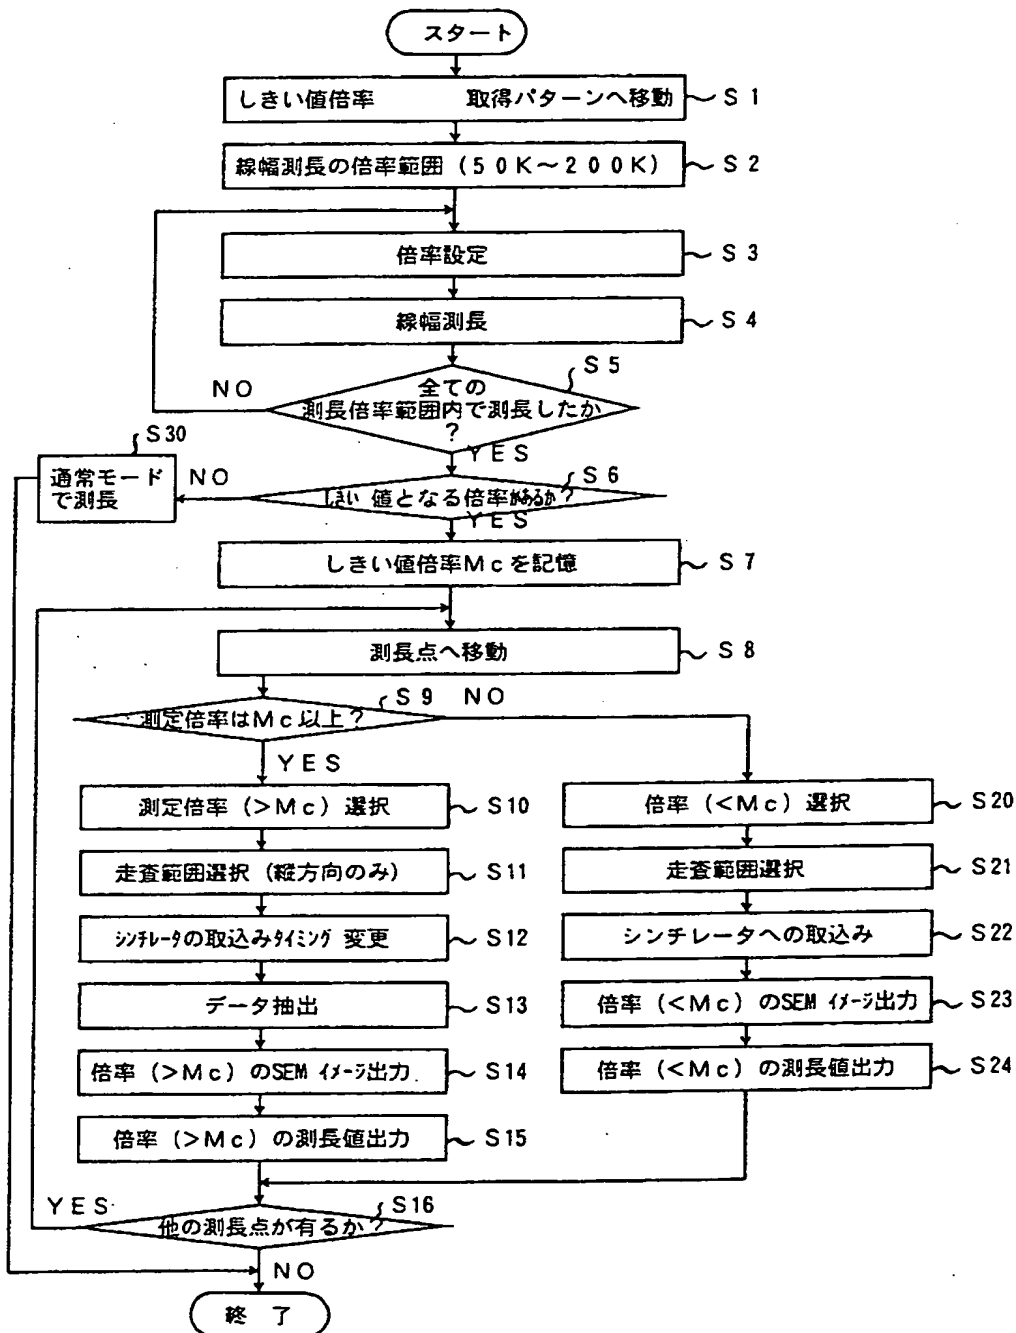 スタート
しきい値倍率 取得パターンへ移動 S1
線幅測長の倍率範囲(50K~200K) S2
倍率設定 S3
線幅測長 S4
S5
NO
全ての
測長倍率範囲内で測長したか
?
YES
S30
通常モード
で測長
NO
S6
しきい値となる倍率があるか?
YES
しきい値倍率Mcを記憶 S7
測長点へ移動 S8
S9 NO
測定倍率はMc以上?
YES
測定倍率(>Mc)選択 S10
走査範囲選択(縦方向のみ) S11
シンチレータの取込みタイミング 変更 S12
データ抽出 S13
倍率(>Mc)のSEM イメージ出力 S14
倍率(>Mc)の測長値出力 S15
倍率(<Mc)選択 S20
走査範囲選択 S21
シンチレータへの取込み S22
倍率(<Mc)のSEM イメージ出力 S23
倍率(<Mc)の測長値出力 S24
YES
S16
他の測長点が有るか?
NO
終 了